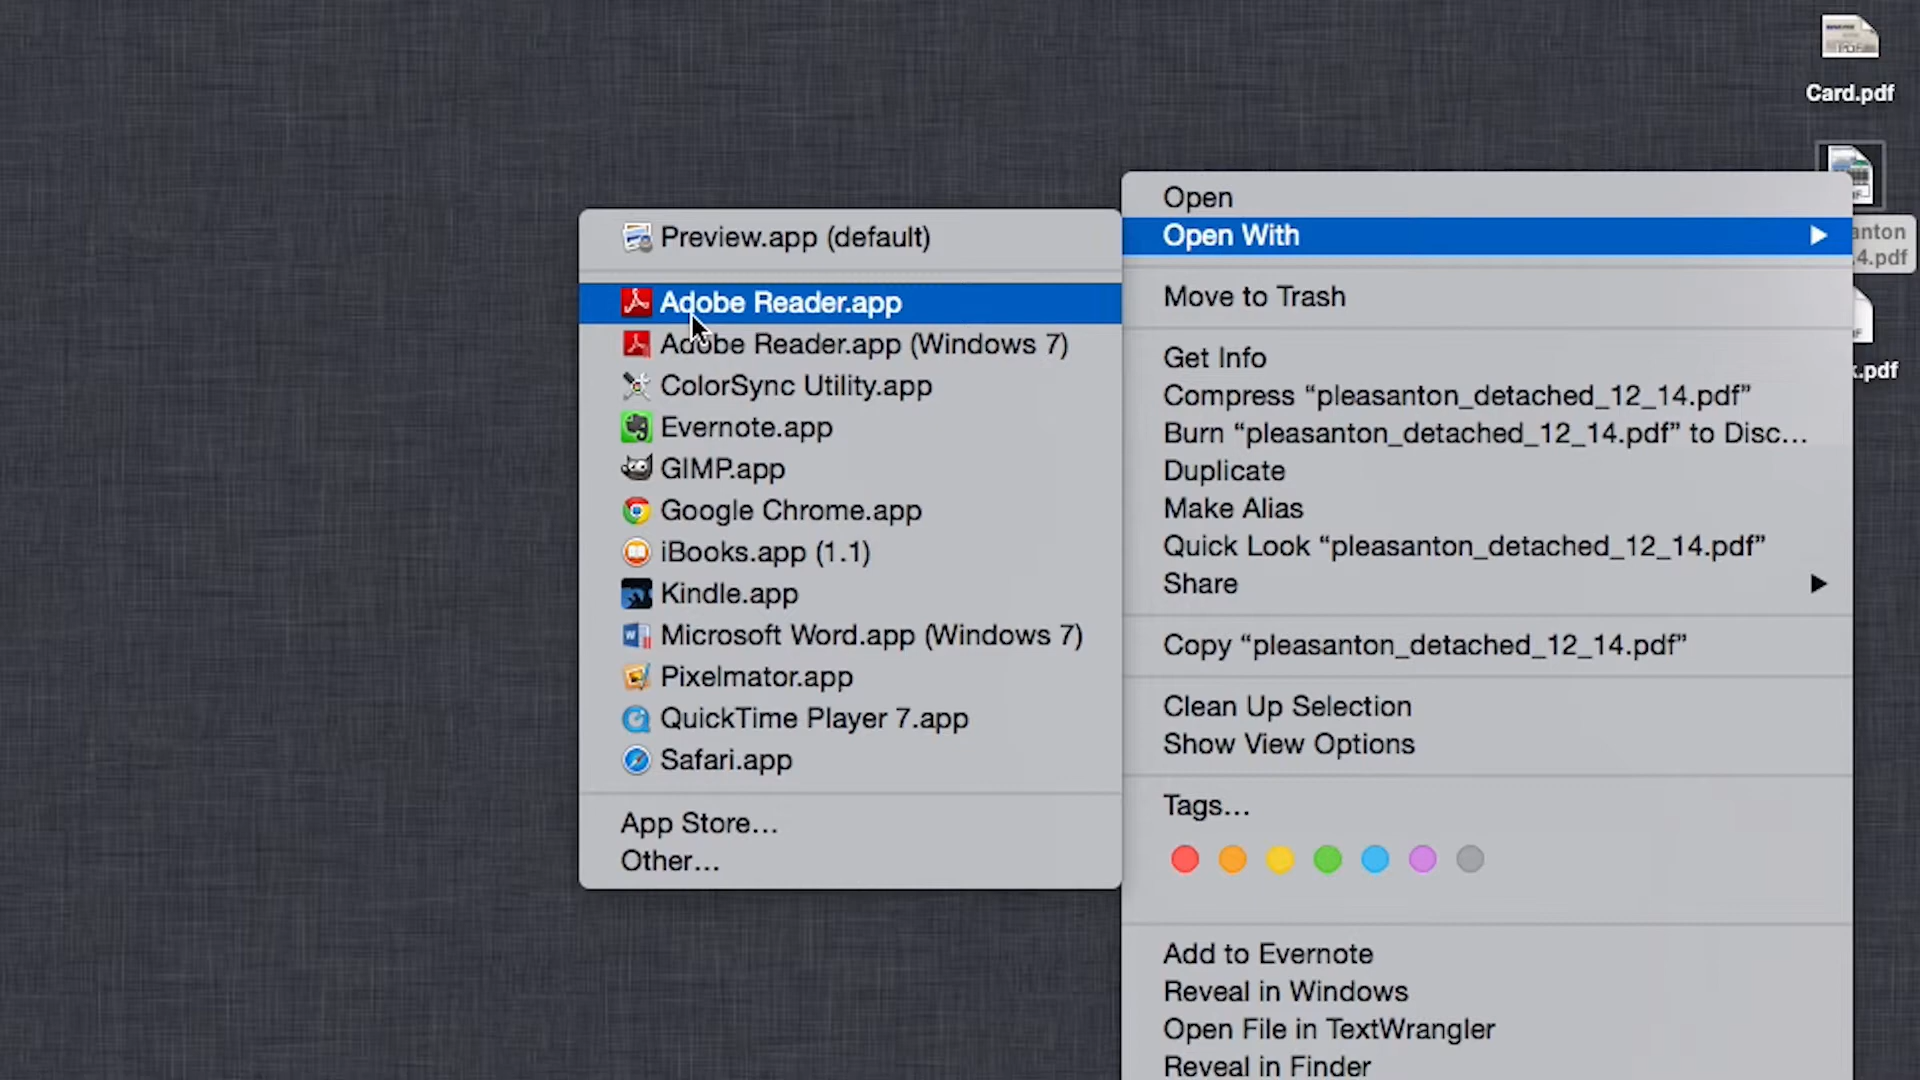 Card.pdf
anton
4.pdf
k.pdf
Open
Open With
Move to Trash
Get Info
Compress “pleasanton_detached_12_14.pdf”
Burn “pleasanton_detached_12_14.pdf” to Disc...
Duplicate
Make Alias
Quick Look “pleasanton_detached_12_14.pdf”
Share
Copy “pleasanton_detached_12_14.pdf”
Clean Up Selection
Show View Options
Tags...
Add to Evernote
Reveal in Windows
Open File in TextWrangler
Reveal in Finder
Preview.app (default)
Adobe Reader.app
Adobe Reader.app (Windows 7)
ColorSync Utility.app
Evernote.app
GIMP.app
Google Chrome.app
iBooks.app (1.1)
Kindle.app
Microsoft Word.app (Windows 7)
Pixelmator.app
QuickTime Player 7.app
Safari.app
App Store...
Other...